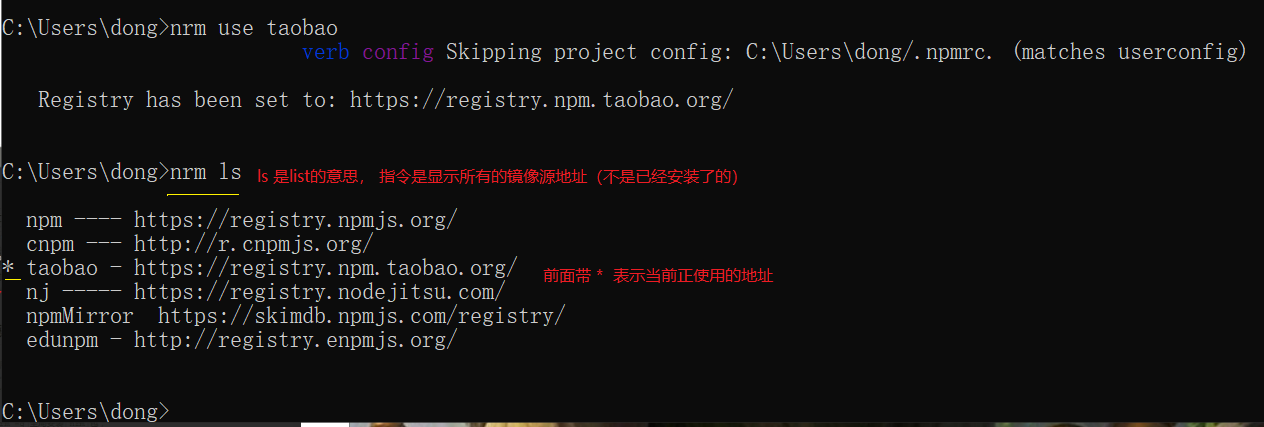 C:\Users\dong>nrm use taobao
verb config Skipping project config: C:\Users\dong/.npmrc. (matches userconfig)
Registry has been set to: https://registry.npm.taobao.org/
C:\Users\dong>nrm ls ls 是list的意思， 指令是显示所有的镜像源地址（不是已经安装了的）
npm ---- https://registry.npmjs.org/
cnpm --- http://r.cnpmjs.org/
* taobao - https://registry.npm.taobao.org/ 前面带 * 表示当前正使用的地址
nj ----- https://registry.nodejitsu.com/
npmMirror https://skimdb.npmjs.com/registry/
edunpm - http://registry.enpmjs.org/
C:\Users\dong>